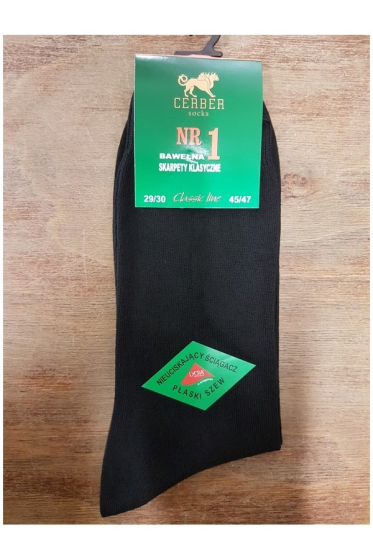 CERBER
socks
NR 1
BAWEŁNA
SKARPETY KLASYCZNE
29/30 Classic line 45/47
NIEUCISKAJĄCY ŚCIĄGACZ
PŁASKI SZEW